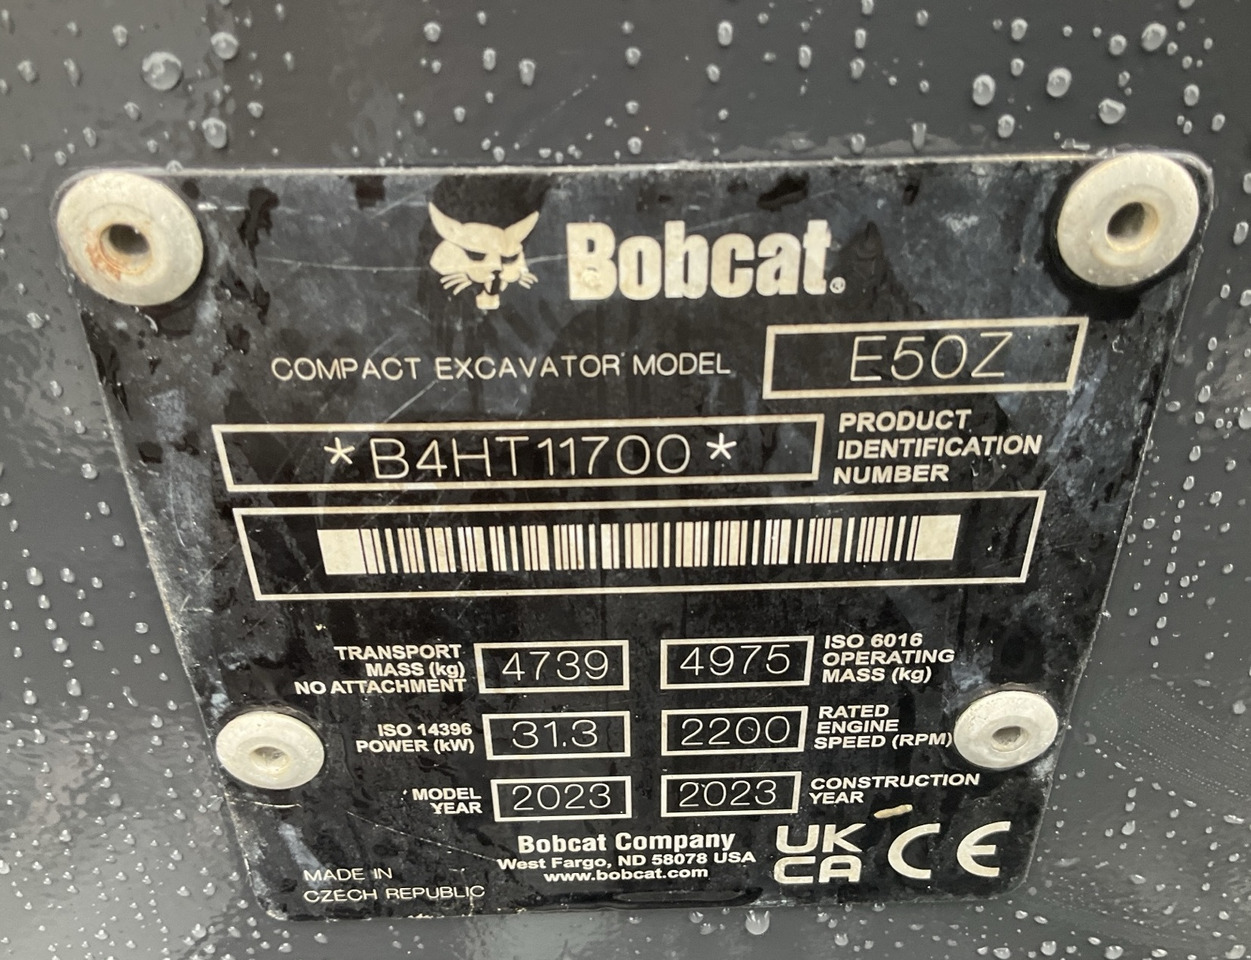 Bobcat®
COMPACT EXCAVATOR MODEL E50Z
*B4HT11700* PRODUCT IDENTIFICATION NUMBER
TRANSPORT MASS (kg) NO ATTACHMENT 4739
4975 ISO 6016 OPERATING MASS (kg)
ISO 14396 POWER (kW) 31.3
2200 RATED ENGINE SPEED (RPM)
MODEL YEAR 2023
2023 CONSTRUCTION YEAR
Bobcat Company
West Fargo, ND 58078 USA
www.bobcat.com
UK
CA
CE
MADE IN
CZECH REPUBLIC